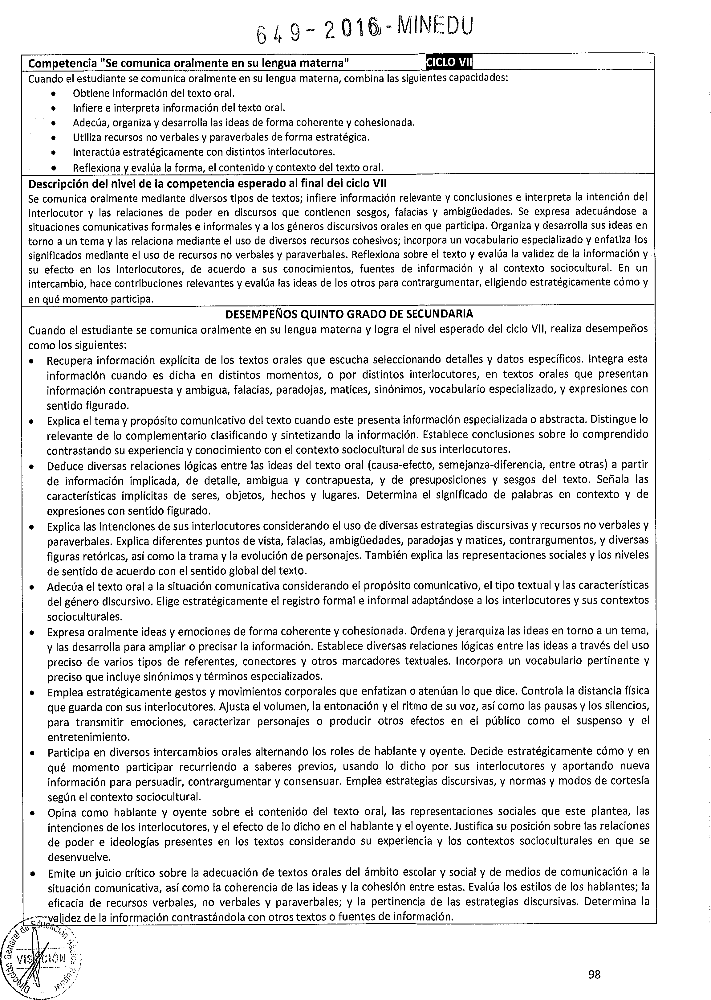 649-2016-MINEDU
Competencia "Se comunica oralmente en su lengua materna" CICLO VII
Cuando el estudiante se comunica oralmente en su lengua materna, combina las siguientes capacidades:
• Obtiene información del texto oral.
• Infiere e interpreta información del texto oral.
• Adecúa, organiza y desarrolla las ideas de forma coherente y cohesionada.
• Utiliza recursos no verbales y paraverbales de forma estratégica.
• Interactúa estratégicamente con distintos interlocutores.
• Reflexiona y evalúa la forma, el contenido y contexto del texto oral.
Descripción del nivel de la competencia esperado al final del ciclo VII
Se comunica oralmente mediante diversos tipos de textos; infiere información relevante y conclusiones e interpreta la intención del
interlocutor y las relaciones de poder en discursos que contienen sesgos, falacias y ambigüedades. Se expresa adecuándose a
situaciones comunicativas formales e informales y a los géneros discursivos orales en que participa. Organiza y desarrolla sus ideas en
torno a un tema y las relaciona mediante el uso de diversos recursos cohesivos; incorpora un vocabulario especializado y enfatiza los
significados mediante el uso de recursos no verbales y paraverbales. Reflexiona sobre el texto y evalúa la validez de la información y
su efecto en los interlocutores, de acuerdo a sus conocimientos, fuentes de información y al contexto sociocultural. En un
intercambio, hace contribuciones relevantes y evalúa las ideas de los otros para contrargumentar, eligiendo estratégicamente cómo y
en qué momento participa.
DESEMPEÑOS QUINTO GRADO DE SECUNDARIA
Cuando el estudiante se comunica oralmente en su lengua materna y logra el nivel esperado del ciclo VII, realiza desempeños
como los siguientes:
• Recupera información explícita de los textos orales que escucha seleccionando detalles y datos específicos. Integra esta
información cuando es dicha en distintos momentos, o por distintos interlocutores, en textos orales que presentan
información contrapuesta y ambigua, falacias, paradojas, matices, sinónimos, vocabulario especializado, y expresiones con
sentido figurado.
• Explica el tema y propósito comunicativo del texto cuando este presenta información especializada o abstracta. Distingue lo
relevante de lo complementario clasificando y sintetizando la información. Establece conclusiones sobre lo comprendido
contrastando su experiencia y conocimiento con el contexto sociocultural de sus interlocutores.
• Deduce diversas relaciones lógicas entre las ideas del texto oral (causa-efecto, semejanza-diferencia, entre otras) a partir
de información implicada, de detalle, ambigua y contrapuesta, y de presuposiciones y sesgos del texto. Señala las
características implícitas de seres, objetos, hechos y lugares. Determina el significado de palabras en contexto y de
expresiones con sentido figurado.
• Explica las intenciones de sus interlocutores considerando el uso de diversas estrategias discursivas y recursos no verbales y
paraverbales. Explica diferentes puntos de vista, falacias, ambigüedades, paradojas y matices, contrargumentos, y diversas
figuras retóricas, así como la trama y la evolución de personajes. También explica las representaciones sociales y los niveles
de sentido de acuerdo con el sentido global del texto.
• Adecúa el texto oral a la situación comunicativa considerando el propósito comunicativo, el tipo textual y las características
del género discursivo. Elige estratégicamente el registro formal e informal adaptándose a los interlocutores y sus contextos
socioculturales.
• Expresa oralmente ideas y emociones de forma coherente y cohesionada. Ordena y jerarquiza las ideas en torno a un tema,
y las desarrolla para ampliar o precisar la información. Establece diversas relaciones lógicas entre las ideas a través del uso
preciso de varios tipos de referentes, conectores y otros marcadores textuales. Incorpora un vocabulario pertinente y
preciso que incluye sinónimos y términos especializados.
• Emplea estratégicamente gestos y movimientos corporales que enfatizan o atenúan lo que dice. Controla la distancia física
que guarda con sus interlocutores. Ajusta el volumen, la entonación y el ritmo de su voz, así como las pausas y los silencios,
para transmitir emociones, caracterizar personajes o producir otros efectos en el público como el suspenso y el
entretenimiento.
• Participa en diversos intercambios orales alternando los roles de hablante y oyente. Decide estratégicamente cómo y en
qué momento participar recurriendo a saberes previos, usando lo dicho por sus interlocutores y aportando nueva
información para persuadir, contrargumentar y consensuar. Emplea estrategias discursivas, y normas y modos de cortesía
según el contexto sociocultural.
• Opina como hablante y oyente sobre el contenido del texto oral, las representaciones sociales que este plantea, las
intenciones de los interlocutores, y el efecto de lo dicho en el hablante y el oyente. Justifica su posición sobre las relaciones
de poder e ideologías presentes en los textos considerando su experiencia y los contextos socioculturales en que se
desenvuelve.
• Emite un juicio crítico sobre la adecuación de textos orales del ámbito escolar y social y de medios de comunicación a la
situación comunicativa, así como la coherencia de las ideas y la cohesión entre estas. Evalúa los estilos de los hablantes; la
eficacia de recursos verbales, no verbales y paraverbales; y la pertinencia de las estrategias discursivas. Determina la
validez de la información contrastándola con otros textos o fuentes de información.
Dirección General de Educación Básica Regular
VISACIÓN
98